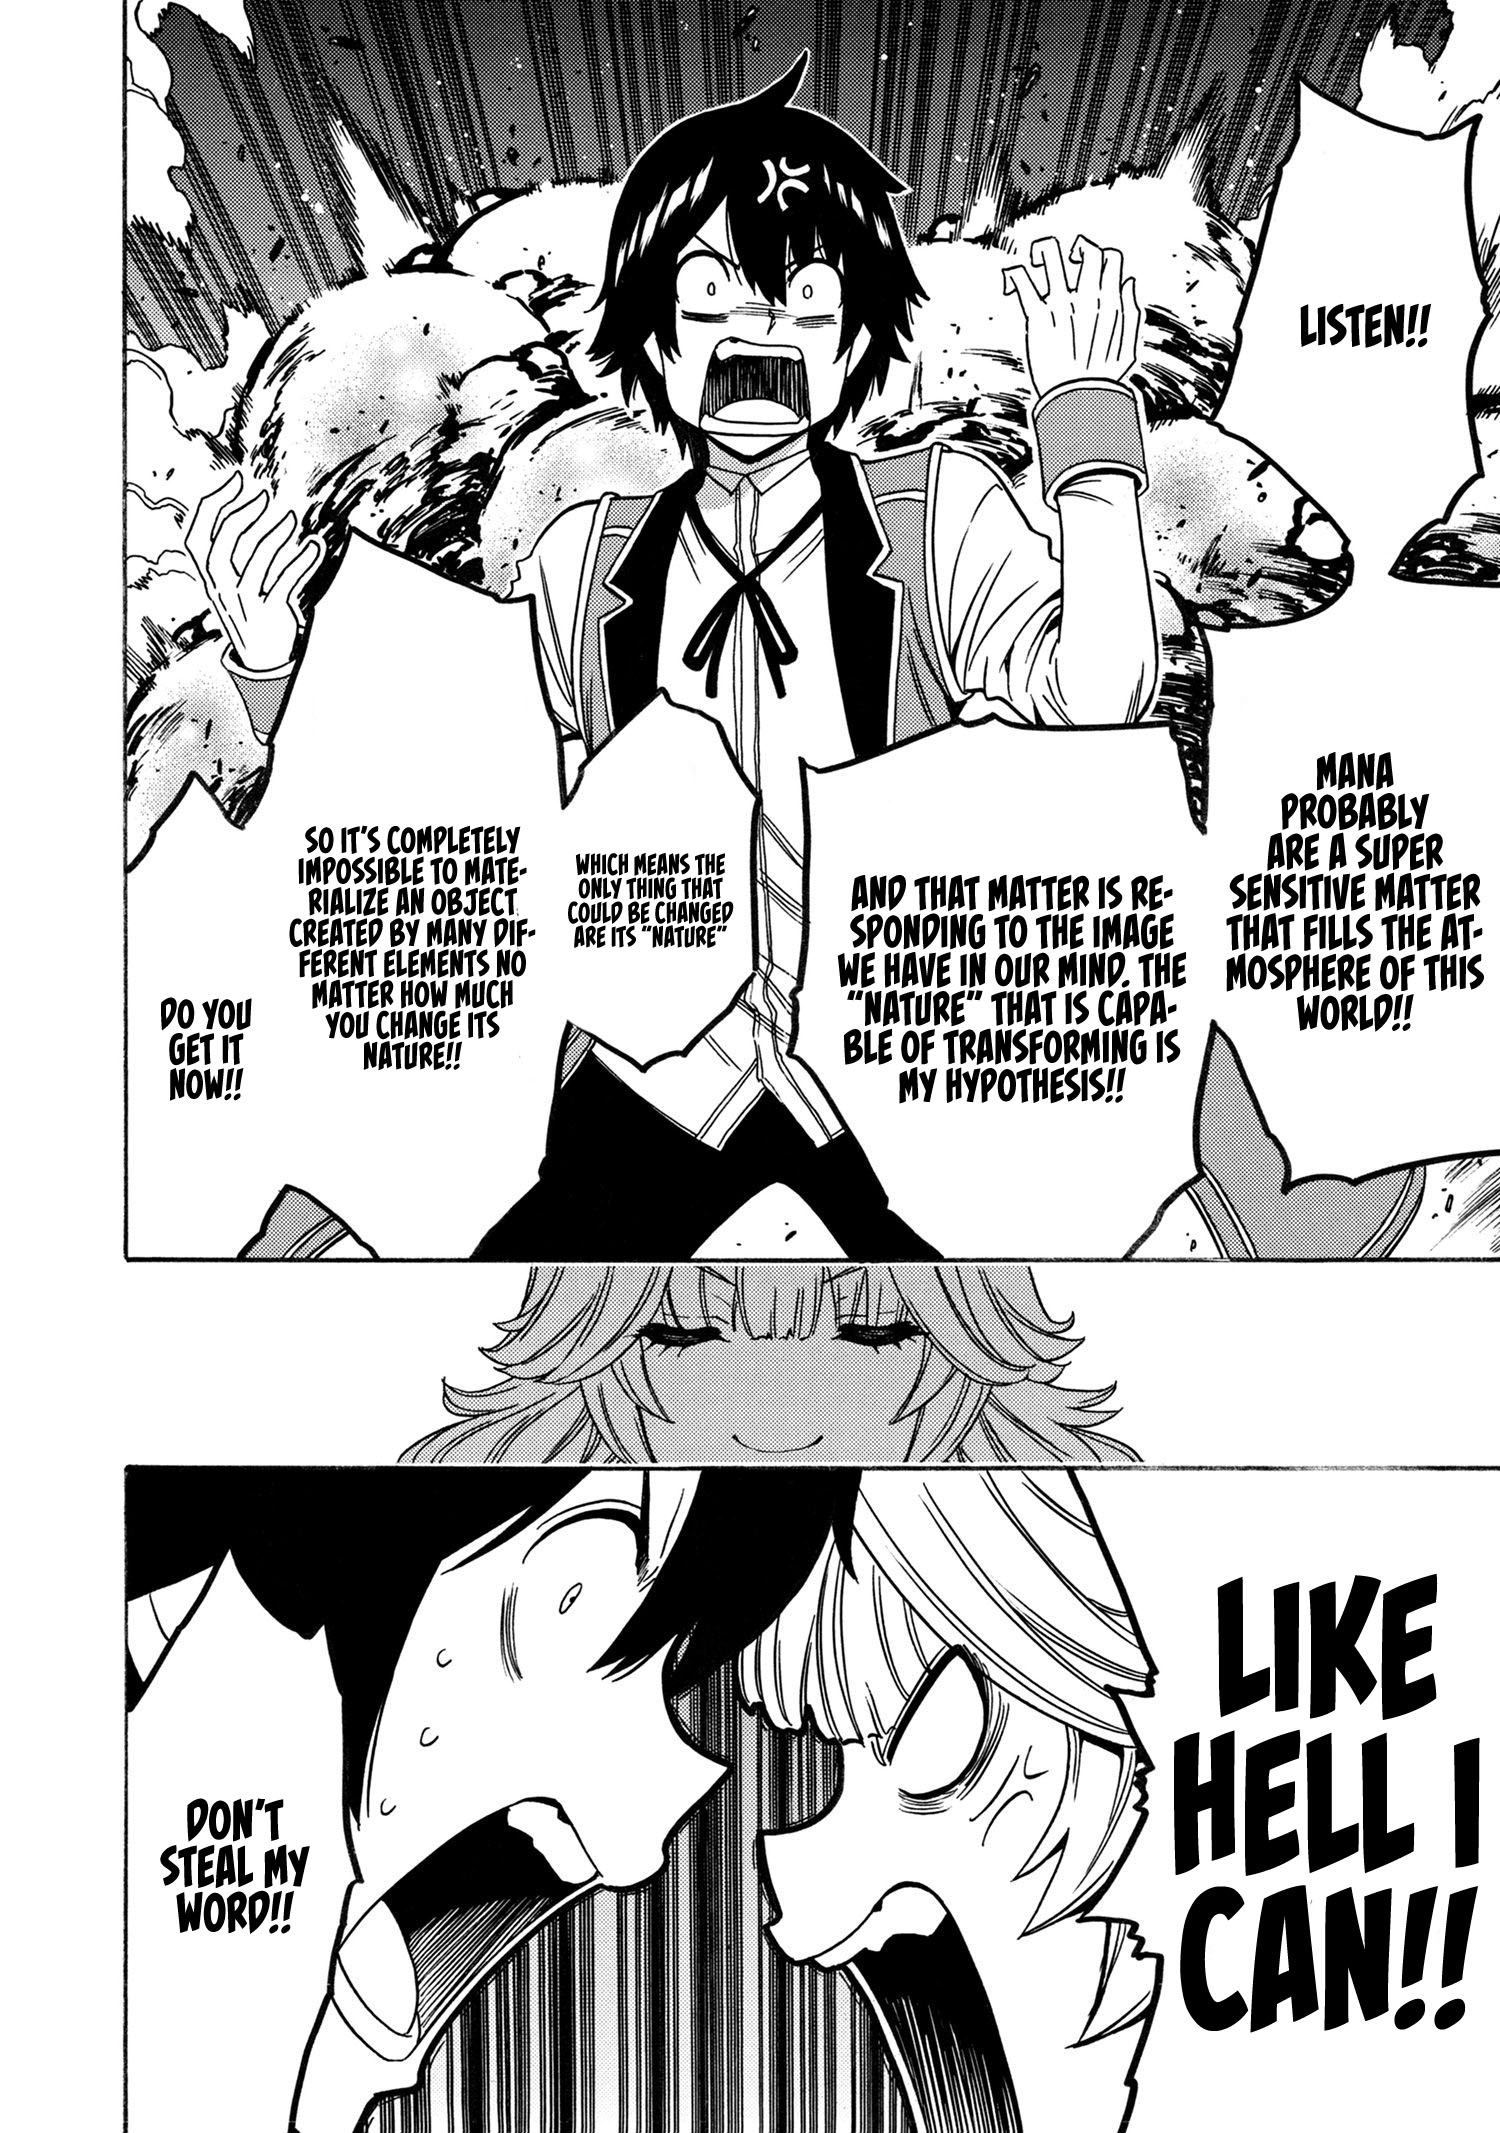 LISTEN!!
MANA
PROBABLY
ARE A SUPER
SENSITIVE MATTER
THAT FILLS THE AT-
MOSPHERE OF THIS
WORLD!!
AND THAT MATTER IS RE-
SPONDING TO THE IMAGE
WE HAVE IN OUR MIND. THE
"NATURE" THAT IS CAPA-
BLE OF TRANSFORMING IS
MY HYPOTHESIS!!
WHICH MEANS THE
ONLY THING THAT
COULD BE CHANGED
ARE ITS "NATURE"
SO IT'S COMPLETELY
IMPOSSIBLE TO MATE-
RIALIZE AN OBJECT
CREATED BY MANY DIF-
FERENT ELEMENTS NO
MATTER HOW MUCH
YOU CHANGE ITS
NATURE!!
DO YOU
GET IT
NOW!!
LIKE
HELL I
CAN!!
DON'T
STEAL MY
WORD!!